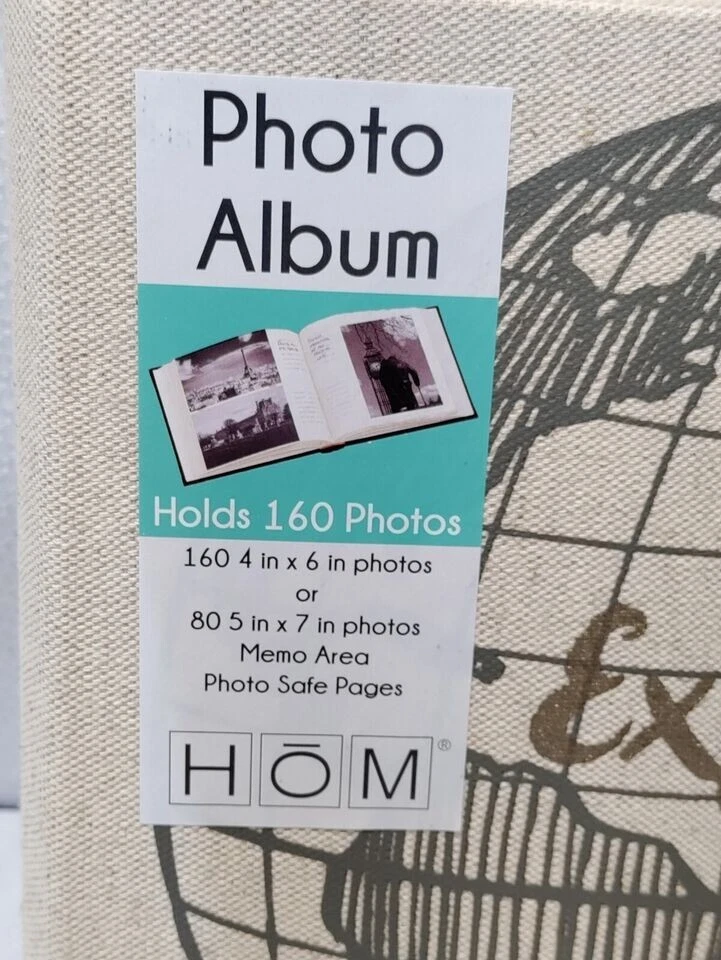 Photo
Album
Holds 160 Photos
160 4 in x 6 in photos
or
80 5 in x 7 in photos
Memo Area
Photo Safe Pages
HŌM®
Ex